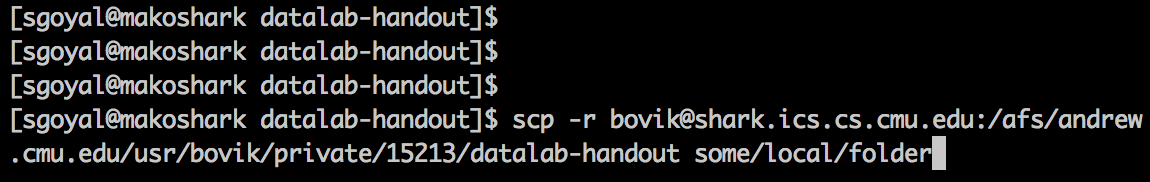 [sgoyal@makoshark datalab-handout]$
[sgoyal@makoshark datalab-handout]$
[sgoyal@makoshark datalab-handout]$
[sgoyal@makoshark datalab-handout]$ scp -r bovik@shark.ics.cs.cmu.edu:/afs/andrew
.cmu.edu/usr/bovik/private/15213/datalab-handout some/local/folder